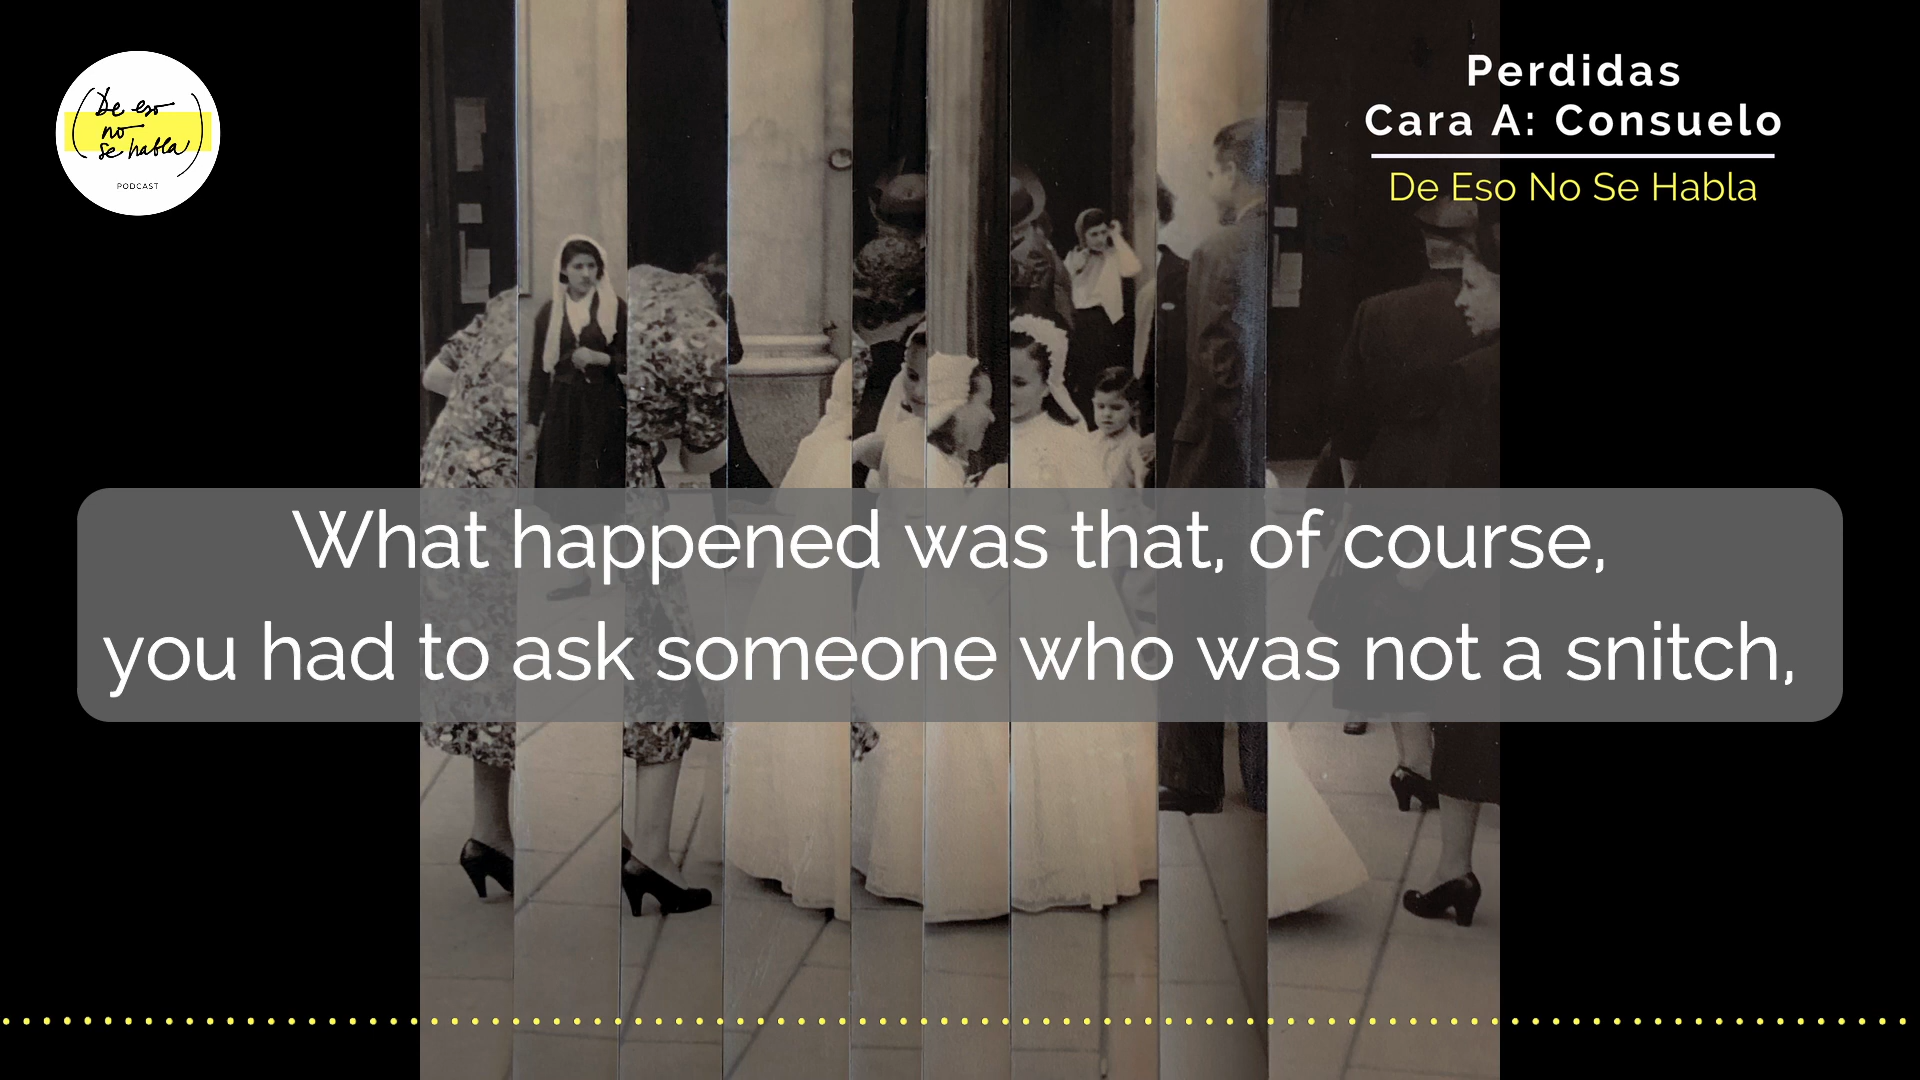 (De eso
no
se habla)
PODCAST
Perdidas
Cara A: Consuelo
De Eso No Se Habla
What happened was that, of course,
you had to ask someone who was not a snitch,